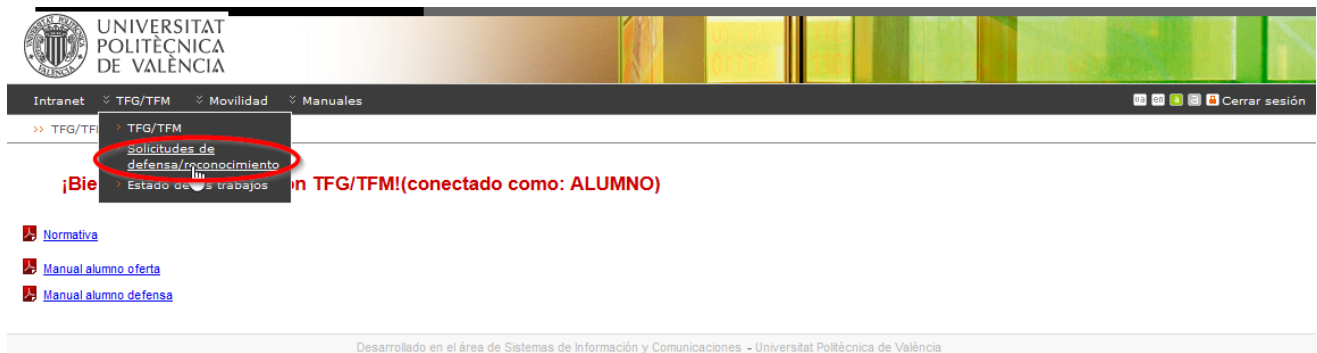 UNIVERSITAT
POLITÈCNICA
DE VALÈNCIA
Intranet TFG/TFM Movilidad Manuales va en a a Cerrar sesión
>> TFG/TF
TFG/TFM
Solicitudes de
defensa/reconocimiento
Estado de s trabajos
¡Bie n TFG/TFM!(conectado como: ALUMNO)
Normativa
Manual alumno oferta
Manual alumno defensa
Desarrollado en el área de Sistemas de Información y Comunicaciones - Universitat Politècnica de València